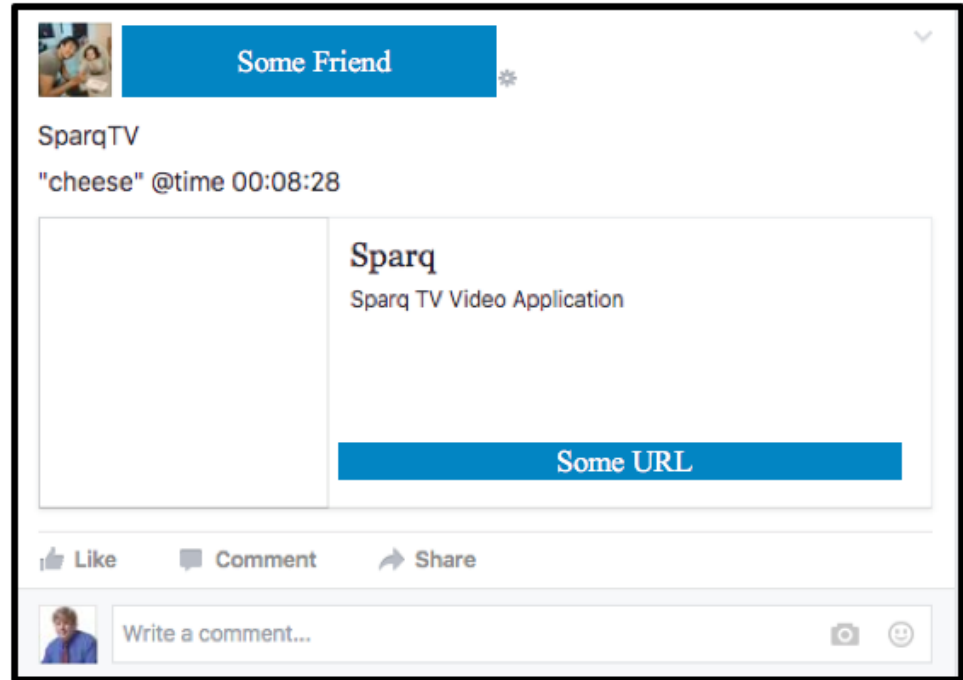 Some Friend
SparqTV
"cheese" @time 00:08:28
Sparq
Sparq TV Video Application
Some URL
Like Comment Share
Write a comment...